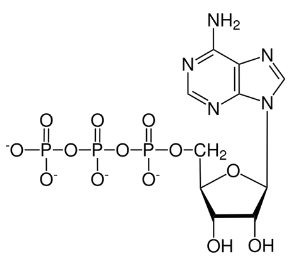 NH2
N N
N N
O O O
-O-P-O-P-O-P-O-CH2
O- O- O-
O
OH OH